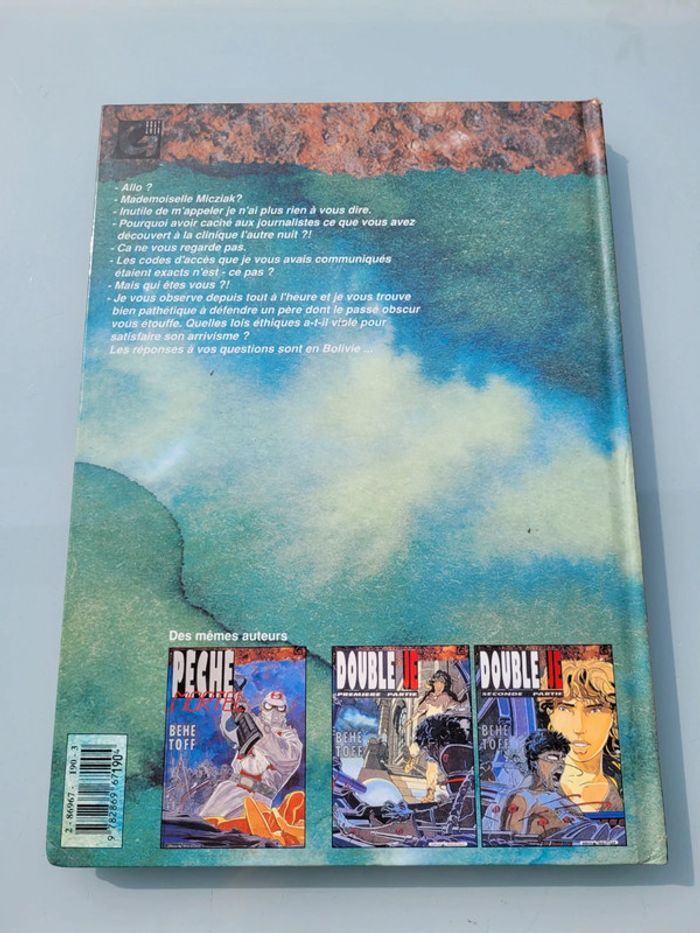 - Allo ?
- Mademoiselle Micziak?
- Inutile de m'appeler je n'ai plus rien à vous dire.
- Pourquoi avoir caché aux journalistes ce que vous avez
découvert à la clinique l'autre nuit ?!
- Ca ne vous regarde pas.
- Les codes d'accès que je vous avais communiqués
étaient exacts n'est - ce pas ?
- Mais qui êtes vous ?!
- Je vous observe depuis tout à l'heure et je vous trouve
bien pathétique à défendre un père dont le passé obscur
vous étouffe. Quelles lois éthiques a-t-il violé pour
satisfaire son arrivisme ?
Les réponses à vos questions sont en Bolivie ...
Des mêmes auteurs
PECHE
MORTEL
BEHE
TOFF
DOUBLE JE
PREMIERE PARTIE
BEHE
TOFF
DOUBLE JE
SECONDE PARTIE
BEHE
TOFF
2 - 86967 - 190 - 3
9 782869 671904